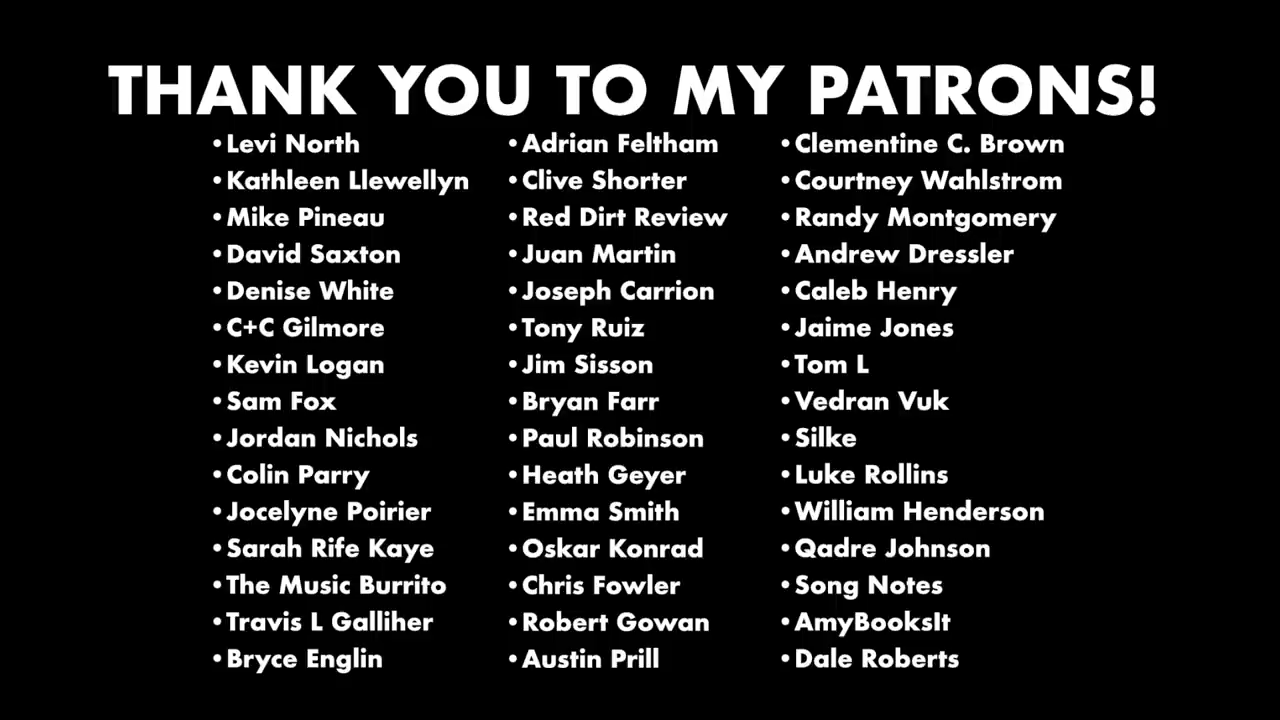 THANK YOU TO MY PATRONS!
•Levi North
•Kathleen Llewellyn
•Mike Pineau
•David Saxton
•Denise White
•C+C Gilmore
•Kevin Logan
•Sam Fox
•Jordan Nichols
•Colin Parry
•Jocelyne Poirier
•Sarah Rife Kaye
•The Music Burrito
•Travis L Galliher
•Bryce Englin
•Adrian Feltham
•Clive Shorter
•Red Dirt Review
•Juan Martin
•Joseph Carrion
•Tony Ruiz
•Jim Sisson
•Bryan Farr
•Paul Robinson
•Heath Geyer
•Emma Smith
•Oskar Konrad
•Chris Fowler
•Robert Gowan
•Austin Prill
•Clementine C. Brown
•Courtney Wahlstrom
•Randy Montgomery
•Andrew Dressler
•Caleb Henry
•Jaime Jones
•Tom L
•Vedran Vuk
•Silke
•Luke Rollins
•William Henderson
•Qadre Johnson
•Song Notes
•AmyBooksIt
•Dale Roberts